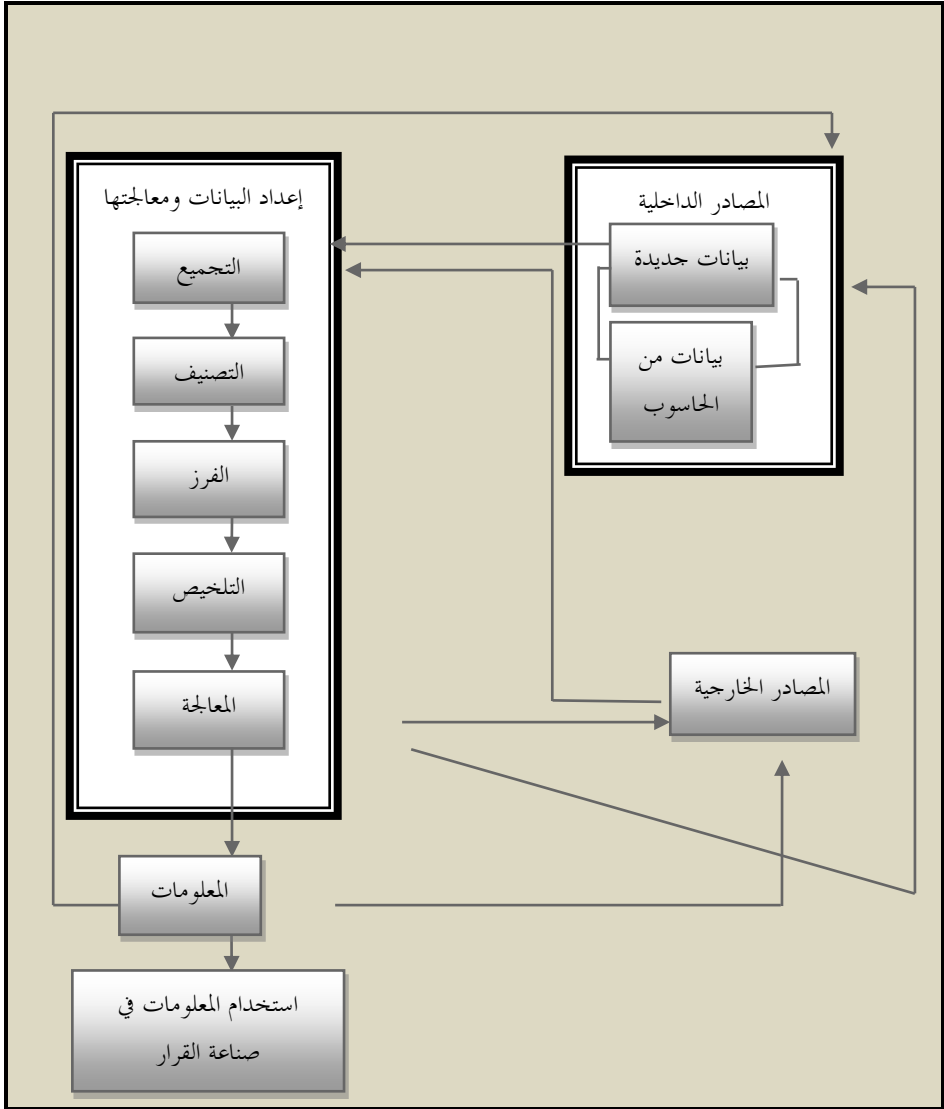 المصادر الداخلية
بيانات جديدة
بيانات من
الحاسوب
إعداد البيانات ومعالجتها
التجميع
التصنيف
الفرز
التلخيص
المعالجة
المصادر الخارجية
المعلومات
استخدام المعلومات في
صناعة القرار